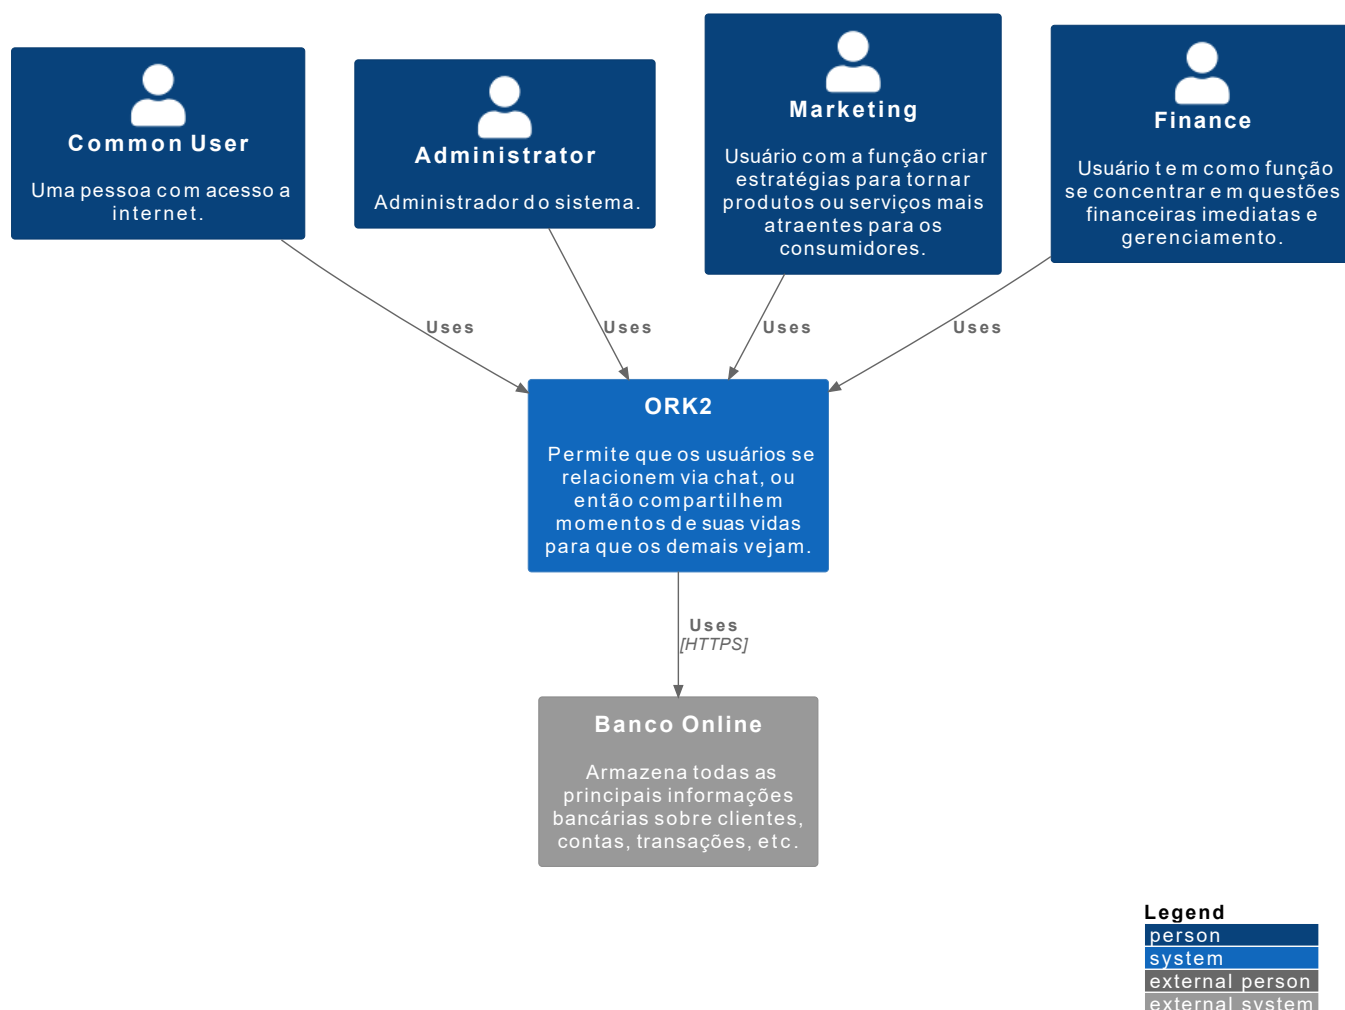 Common User
Uma pessoa com acesso a
internet.
Administrator
Administrador do sistema.
Marketing
Usuário com a função criar
estratégias para tornar
produtos ou serviços mais
atraentes para os
consumidores.
Finance
Usuário tem como função
se concentrar em questões
financeiras imediatas e
gerenciamento.
Uses
Uses
Uses
Uses
ORK2
Permite que os usuários se
relacionem via chat, ou
então compartilhem
momentos de suas vidas
para que os demais vejam.
Uses
[HTTPS]
Banco Online
Armazena todas as
principais informações
bancárias sobre clientes,
contas, transações, etc.
Legend
person
system
external person
external system